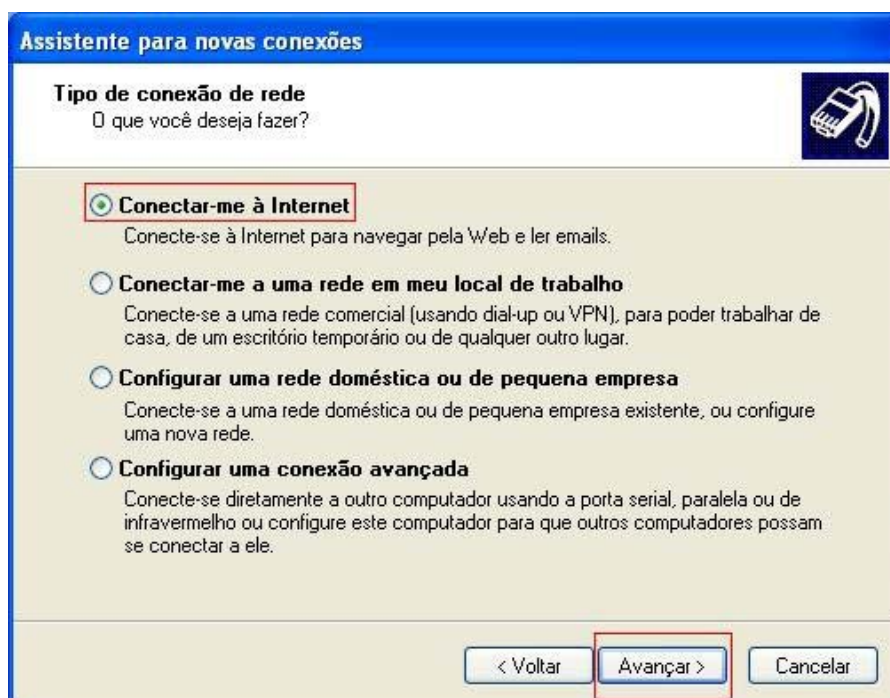 Assistente para novas conexões
Tipo de conexão de rede
O que você deseja fazer?
Conectar-me à Internet
Conecte-se à Internet para navegar pela Web e ler emails.
Conectar-me a uma rede em meu local de trabalho
Conecte-se a uma rede comercial (usando dial-up ou VPN), para poder trabalhar de
casa, de um escritório temporário ou de qualquer outro lugar.
Configurar uma rede doméstica ou de pequena empresa
Conecte-se a uma rede doméstica ou de pequena empresa existente, ou configure
uma nova rede.
Configurar uma conexão avançada
Conecte-se diretamente a outro computador usando a porta serial, paralela ou de
infravermelho ou configure este computador para que outros computadores possam
se conectar a ele.
< Voltar Avançar > Cancelar